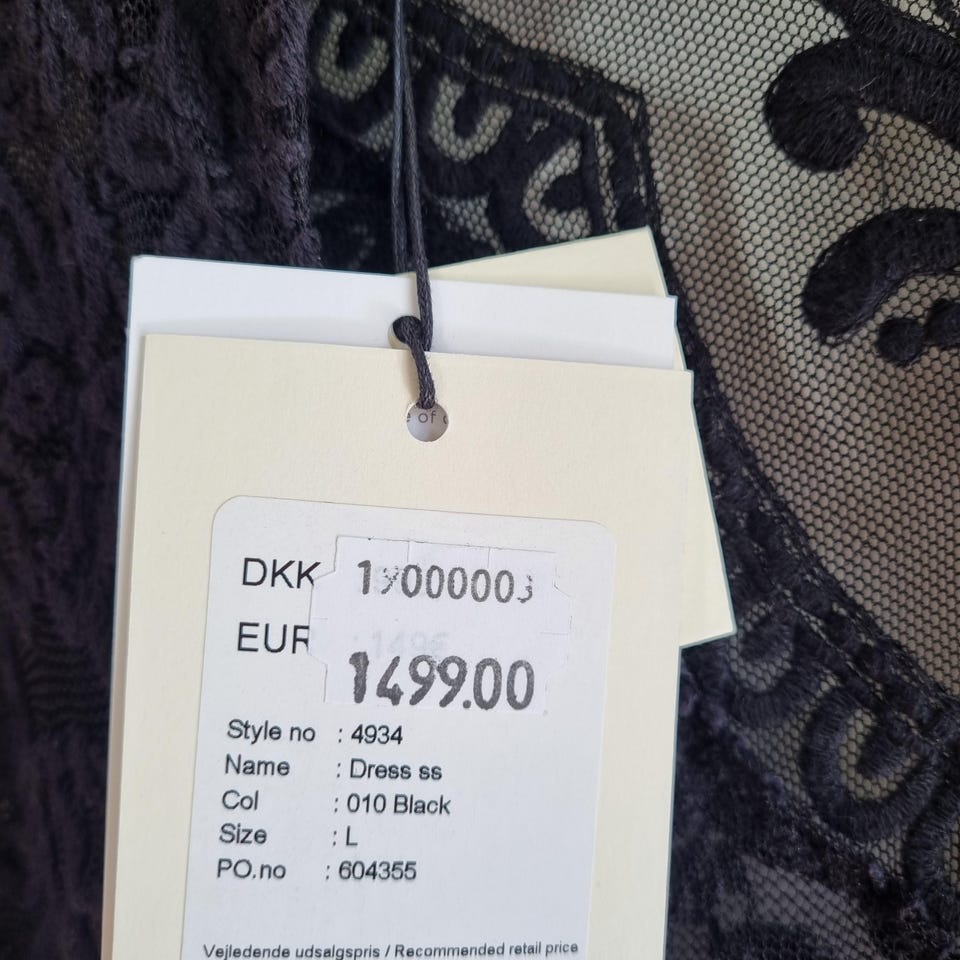 of
DKK
EUR
1499.00
Style no : 4934
Name : Dress ss
Col : 010 Black
Size : L
PO.no : 604355
Vejledende udsalgspris / Recommended retail price